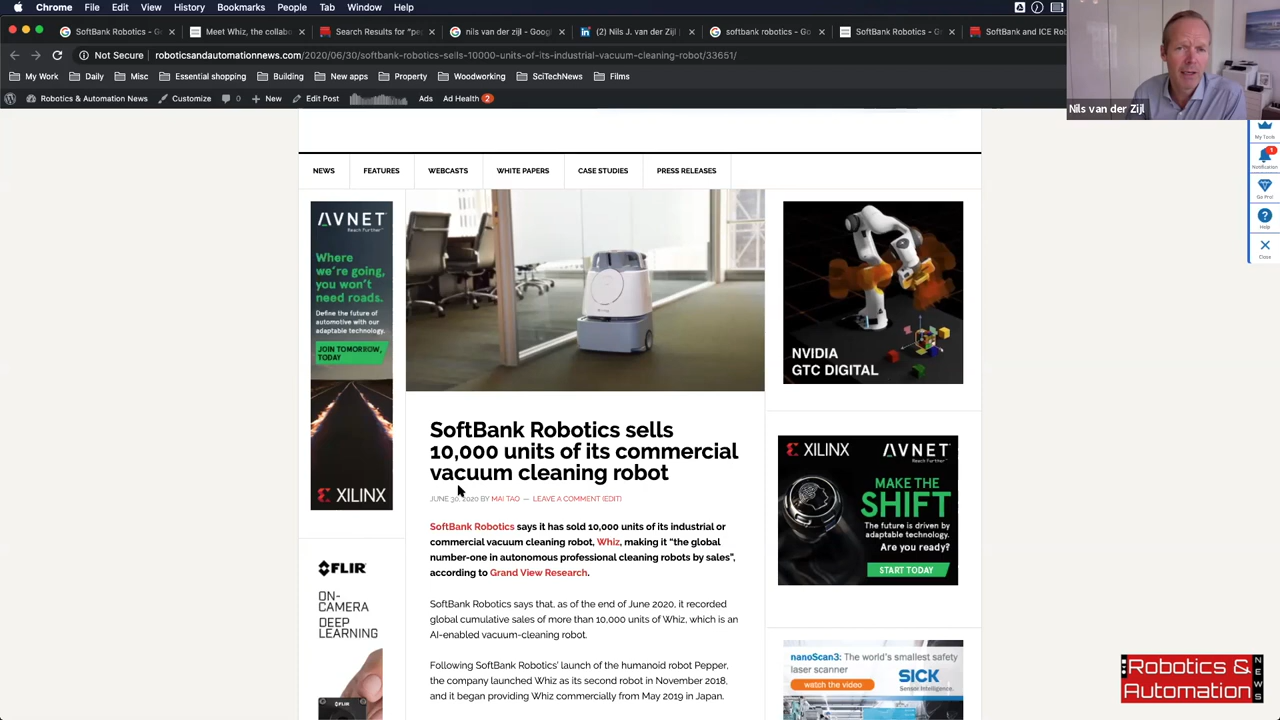 Chrome File Edit View History Bookmarks People Tab Window Help
SoftBank Robotics - G
Meet Whiz, the collab
Search Results for "pe
nils van der zijl - Goog
(2) Nils J. van der Zijl
softbank robotics - Go
SoftBank Robotics - G
SoftBank and ICE Ro
Not Secure roboticsandautomationnews.com/2020/06/30/softbank-robotics-sells-10000-units-of-its-industrial-vacuum-cleaning-robot/33651/
My Work Daily Misc Essential shopping Building New apps Property Woodworking SciTechNews Films
Robotics & Automation News Customize 0 + New Edit Post Ads Ad Health 2
Nils van der Zijl
My Tools
1
Notification
Go Pro!
Help
Close
NEWS FEATURES WEBCASTS WHITE PAPERS CASE STUDIES PRESS RELEASES
AVNET
Reach Further
Where
we're going,
you won't
need roads.
Define the future of
automotive with our
adaptable technology.
JOIN TOMORROW,
TODAY
XILINX
FLIR
ON-
CAMERA
DEEP
LEARNING
FLIR
SoftBank Robotics sells
10,000 units of its commercial
vacuum cleaning robot
JUNE 30, 2020 BY MAI TAO — LEAVE A COMMENT (EDIT)
SoftBank Robotics says it has sold 10,000 units of its industrial or
commercial vacuum cleaning robot, Whiz, making it “the global
number-one in autonomous professional cleaning robots by sales”,
according to Grand View Research.
SoftBank Robotics says that, as of the end of June 2020, it recorded
global cumulative sales of more than 10,000 units of Whiz, which is an
AI-enabled vacuum-cleaning robot.
Following SoftBank Robotics' launch of the humanoid robot Pepper,
company launched Whiz as its second robot in November 2018,
and it began providing Whiz commercially from May 2019 in Japan.
NVIDIA
GTC DIGITAL
XILINX AVNET
Reach Further
MAKE THE
SHIFT
The future is driven by
adaptable technology.
Are you ready?
START TODAY
nanoScan3: The world's smallest safety
laser scanner
watch the video
SICK
Sensor Intelligence.
Robotics &
Automation
NEWS